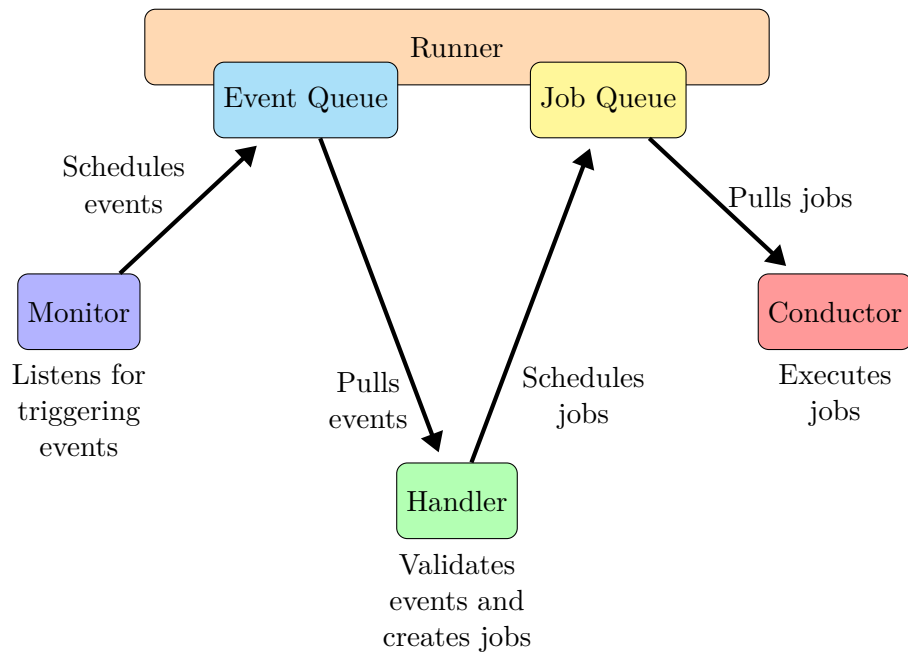 Runner
Event Queue
Job Queue
Schedules
events
Pulls jobs
Monitor
Conductor
Listens for
triggering
events
Pulls
events
Schedules
jobs
Executes
jobs
Handler
Validates
events and
creates jobs